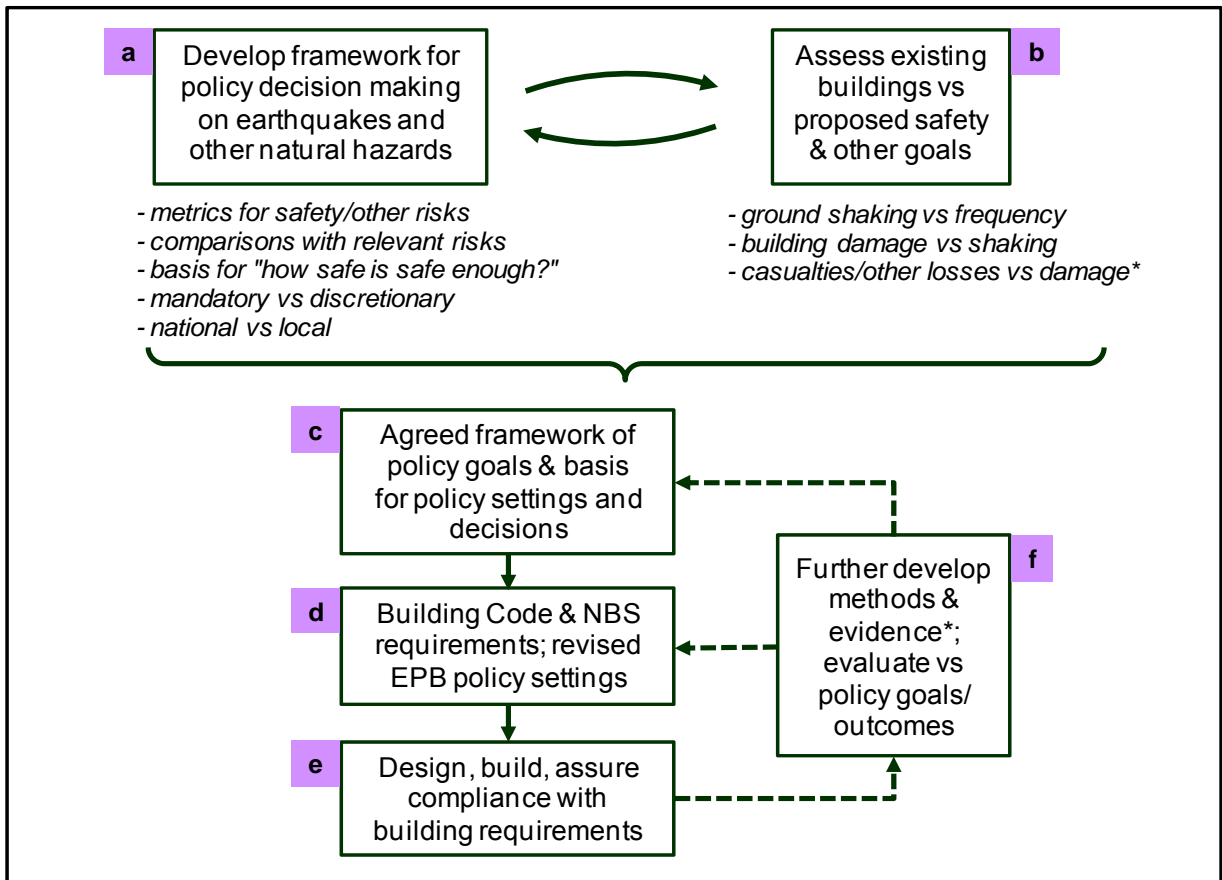 a
Develop framework for
policy decision making
on earthquakes and
other natural hazards
b
Assess existing
buildings vs
proposed safety
& other goals
- metrics for safety/other risks
- comparisons with relevant risks
- basis for "how safe is safe enough?"
- mandatory vs discretionary
- national vs local
- ground shaking vs frequency
- building damage vs shaking
- casualties/other losses vs damage*
c
Agreed framework of
policy goals & basis
for policy settings and
decisions
d
Building Code & NBS
requirements; revised
EPB policy settings
e
Design, build, assure
compliance with
building requirements
f
Further develop
methods &
evidence*;
evaluate vs
policy goals/
outcomes